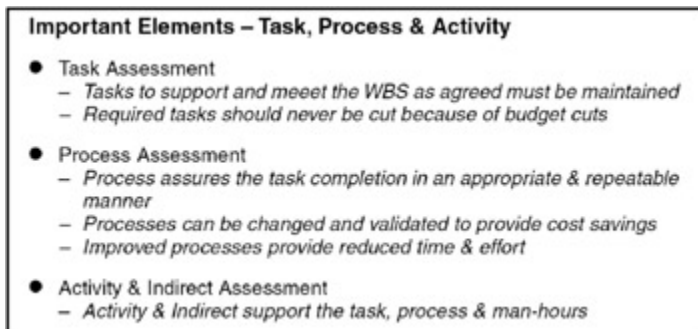 Important Elements – Task, Process & Activity
● Task Assessment
– Tasks to support and meeet the WBS as agreed must be maintained
– Required tasks should never be cut because of budget cuts
● Process Assessment
– Process assures the task completion in an appropriate & repeatable
manner
– Processes can be changed and validated to provide cost savings
– Improved processes provide reduced time & effort
● Activity & Indirect Assessment
– Activity & Indirect support the task, process & man-hours